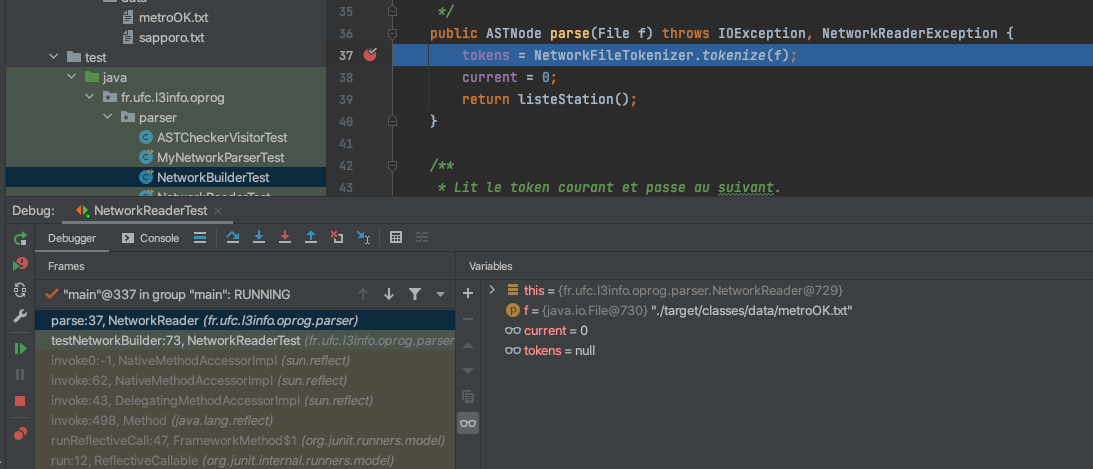 data
metroOK.txt
sapporo.txt
test
java
fr.ufc.l3info.oprog
parser
ASTCheckerVisitorTest
MyNetworkParserTest
NetworkBuilderTest
35 */
36 public ASTNode parse(File f) throws IOException, NetworkReaderException {
37 tokens = NetworkFileTokenizer.tokenize(f);
38 current = 0;
39 return listeStation();
40 }
41
42 /**
43 * Lit le token courant et passe au suivant.
Debug: NetworkReaderTest
Debugger Console
Frames
"main"@337 in group "main": RUNNING
parse:37, NetworkReader (fr.ufc.l3info.oprog.parser)
testNetworkBuilder:73, NetworkReaderTest (fr.ufc.l3info.oprog.parser
invoke0:-1, NativeMethodAccessorImpl (sun.reflect)
invoke:62, NativeMethodAccessorImpl (sun.reflect)
invoke:43, DelegatingMethodAccessorImpl (sun.reflect)
invoke:498, Method (java.lang.reflect)
runReflectiveCall:47, FrameworkMethod$1 (org.junit.runners.model)
run:12, ReflectiveCallable (org.junit.internal.runners.model)
Variables
this = {fr.ufc.l3info.oprog.parser.NetworkReader@729}
f = {java.io.File@730} "./target/classes/data/metroOK.txt"
current = 0
tokens = null